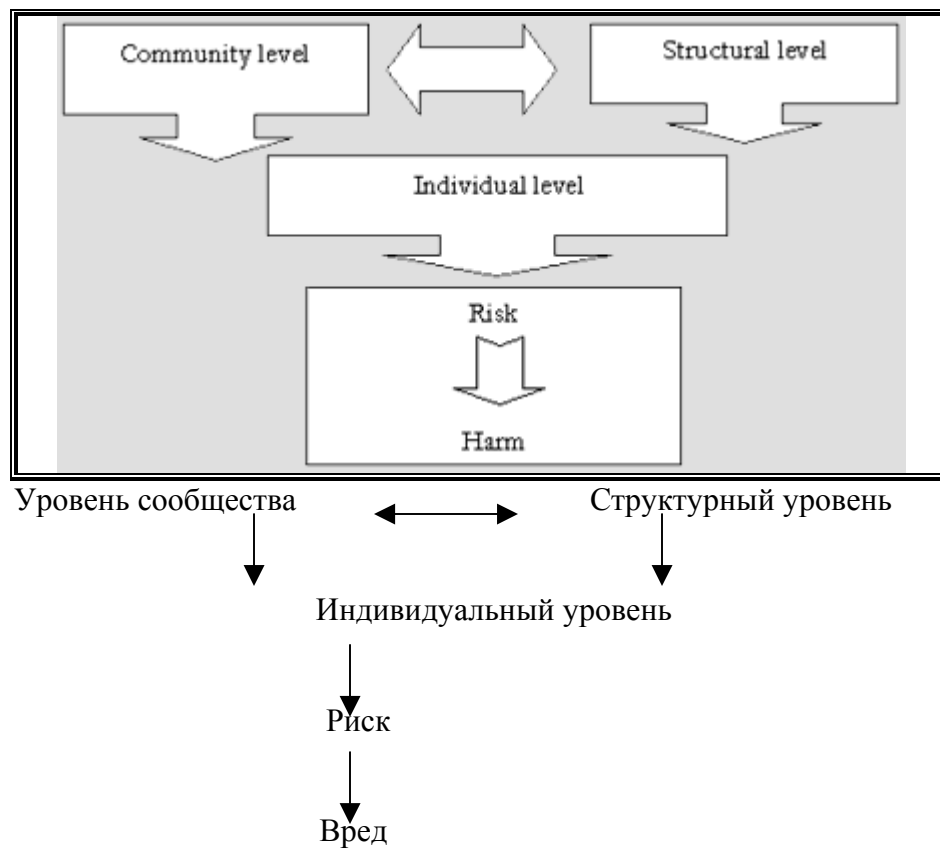 Community level
Structural level
Individual level
Risk
Harm
Уровень сообщества
Структурный уровень
Индивидуальный уровень
Риск
Вред